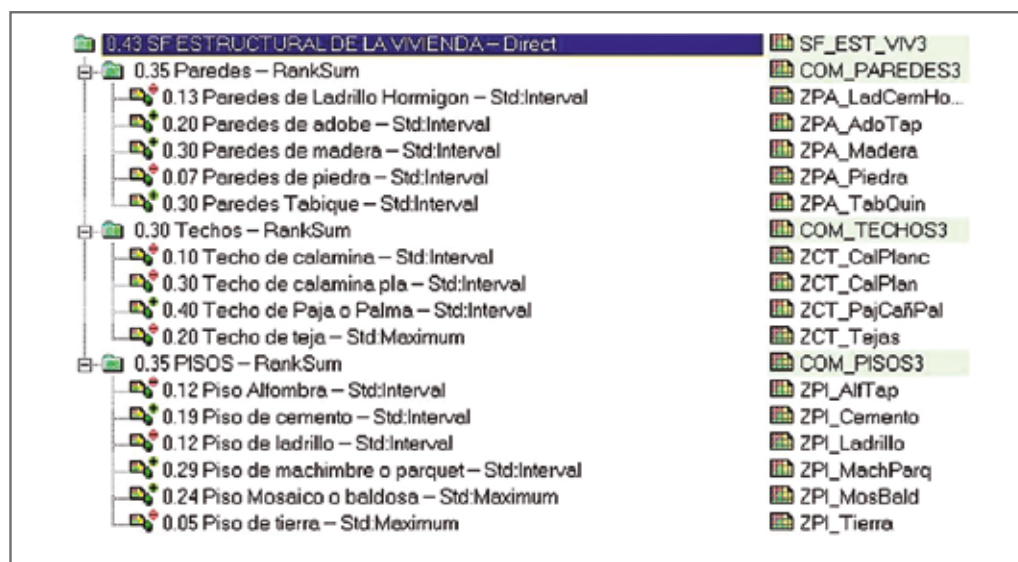 0.43 SF ESTRUCTURAL DE LA VIVIENDA – Direct SF_EST_VIV3
0.35 Paredes – RankSum COM_PAREDES3
0.13 Paredes de Ladrillo Hormigon – Std:Interval ZPA_LadCemHo...
0.20 Paredes de adobe – Std:Interval ZPA_AdoTap
0.30 Paredes de madera – Std:Interval ZPA_Madera
0.07 Paredes de piedra – Std:Interval ZPA_Piedra
0.30 Paredes Tabique – Std:Interval ZPA_TabQuin
0.30 Techos – RankSum COM_TECHOS3
0.10 Techo de calamina – Std:Interval ZCT_CalPlanc
0.30 Techo de calamina pla – Std:Interval ZCT_CalPlan
0.40 Techo de Paja o Palma – Std:Interval ZCT_PajCañPal
0.20 Techo de teja – Std:Maximum ZCT_Tejas
0.35 PISOS – RankSum COM_PISOS3
0.12 Piso Alfombra – Std:Interval ZPI_AlfTap
0.19 Piso de cemento – Std:Interval ZPI_Cemento
0.12 Piso de ladrillo – Std:Interval ZPI_Ladrillo
0.29 Piso de machimbre o parquet – Std:Interval ZPI_MachParq
0.24 Piso Mosaico o baldosa – Std:Maximum ZPI_MosBald
0.05 Piso de tierra – Std:Maximum ZPI_Tierra